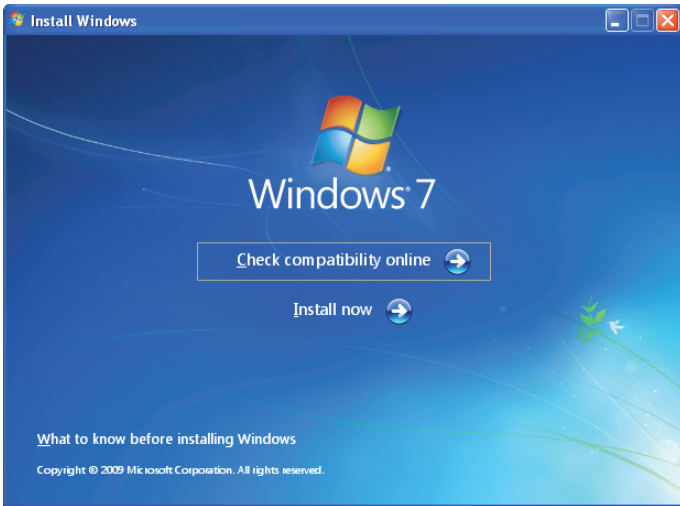 Install Windows
Windows® 7
Check compatibility online
Install now
What to know before installing Windows
Copyright © 2009 Microsoft Corporation. All rights reserved.